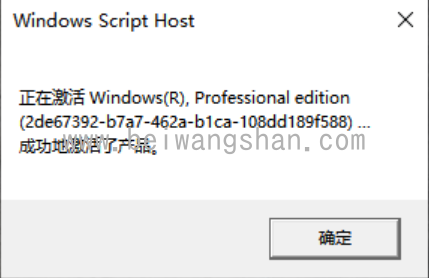 Windows Script Host
正在激活 Windows(R), Professional edition
(2de67392-b7a7-462a-b1ca-108dd189f588) ...
成功地激活了产品。
www.beiwangshan.com
确定